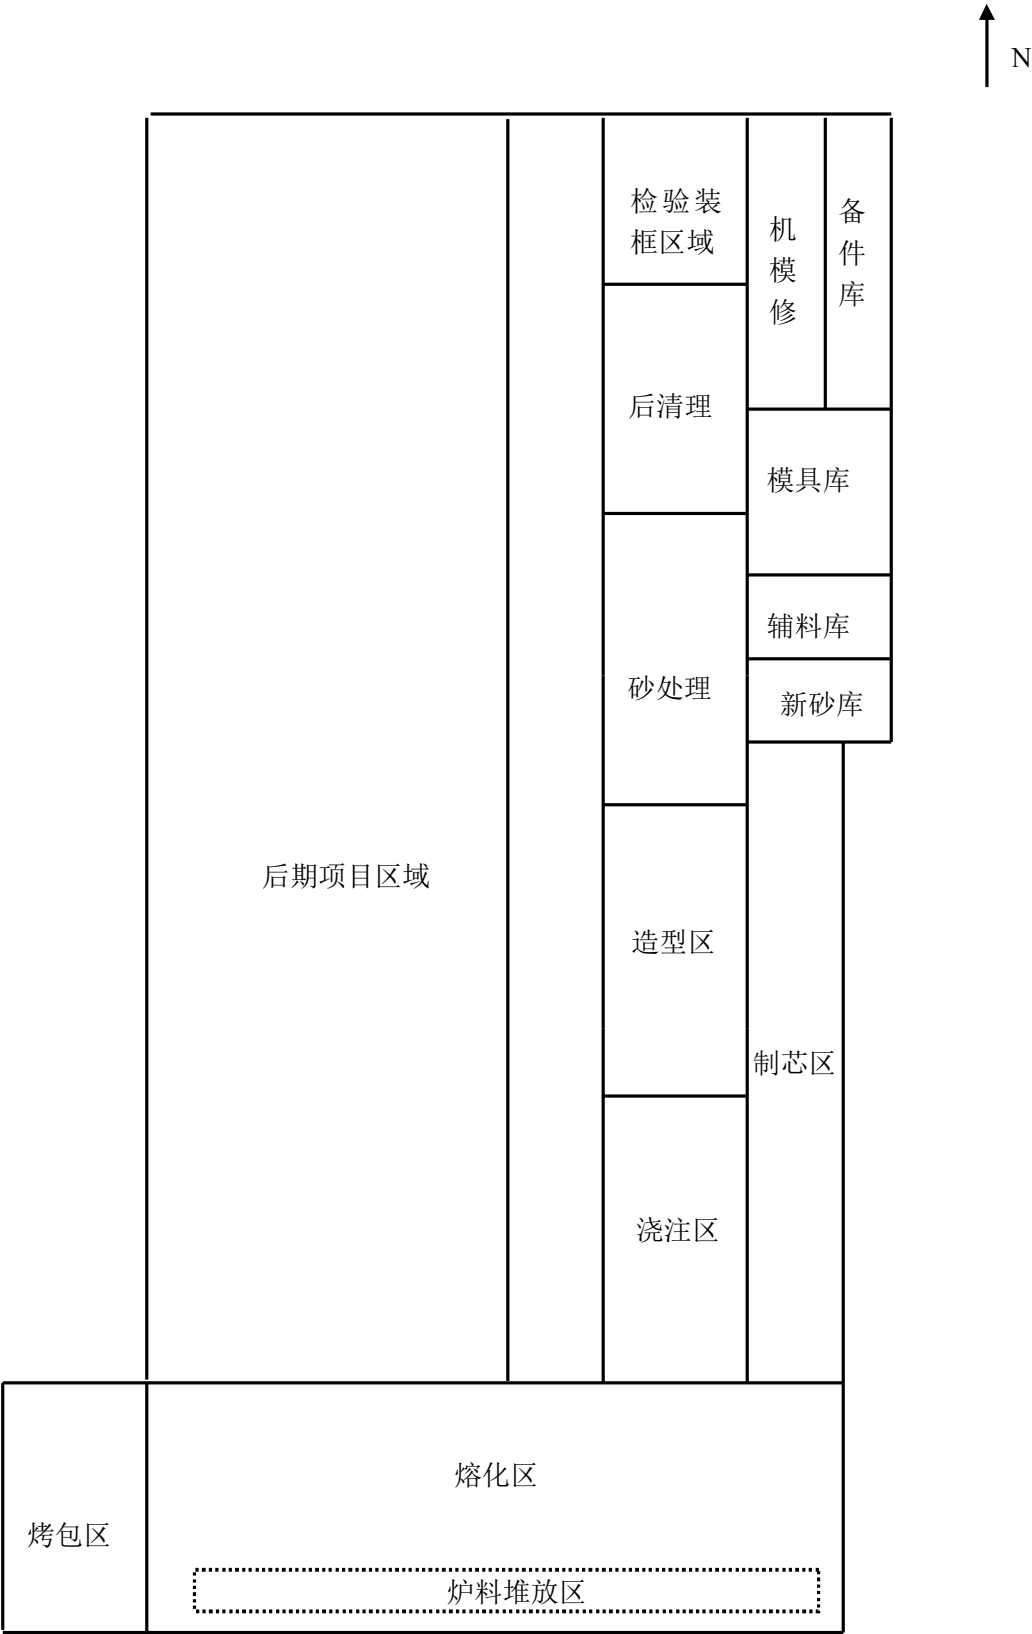 N
检验装
框区域
机
模
修
备
件
库
后清理
模具库
辅料库
砂处理
新砂库
后期项目区域
造型区
制芯区
浇注区
熔化区
烤包区
炉料堆放区